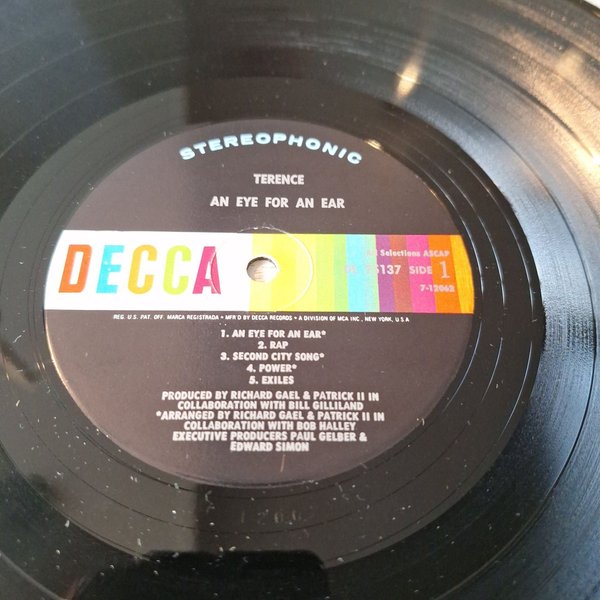 STEREOPHONIC
TERENCE
AN EYE FOR AN EAR
DECCA
Selections ASCAP
SIDE 1
7-12062
REG. U.S. PAT. OFF. MARCA REGISTRADA • MFR'D BY DECCA RECORDS • A DIVISION OF MCA INC., NEW YORK, U.S.A
1. AN EYE FOR AN EAR*
2. RAP
3. SECOND CITY SONG*
4. POWER*
5. EXILES
PRODUCED BY RICHARD GAEL & PATRICK II IN
COLLABORATION WITH BILL GILLILAND
*ARRANGED BY RICHARD GAEL & PATRICK II IN
COLLABORATION WITH BOB HALLEY
EXECUTIVE PRODUCERS PAUL GELBER &
EDWARD SIMON